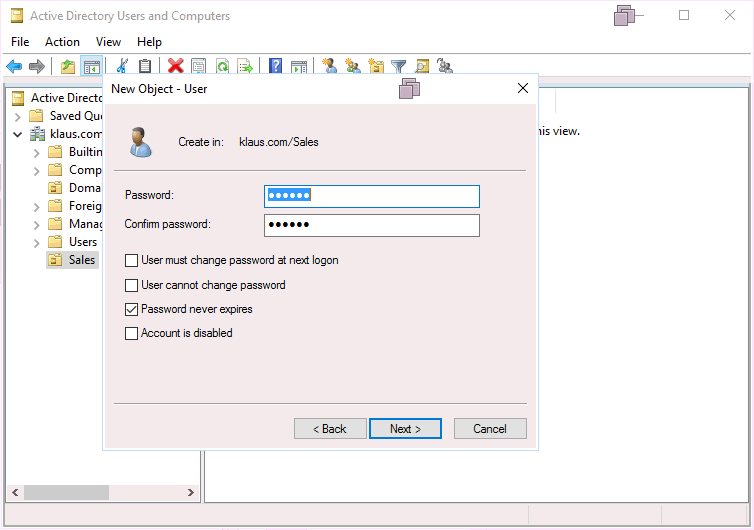 Active Directory Users and Computers
File Action View Help
Active Directo
Saved Que
klaus.com
Builtin
Comp
Doma
Foreig
Manag
Users
Sales
his view.
New Object - User
Create in: klaus.com/Sales
Password: ●●●●●●
Confirm password: ●●●●●●
User must change password at next logon
User cannot change password
Password never expires
Account is disabled
< Back Next > Cancel